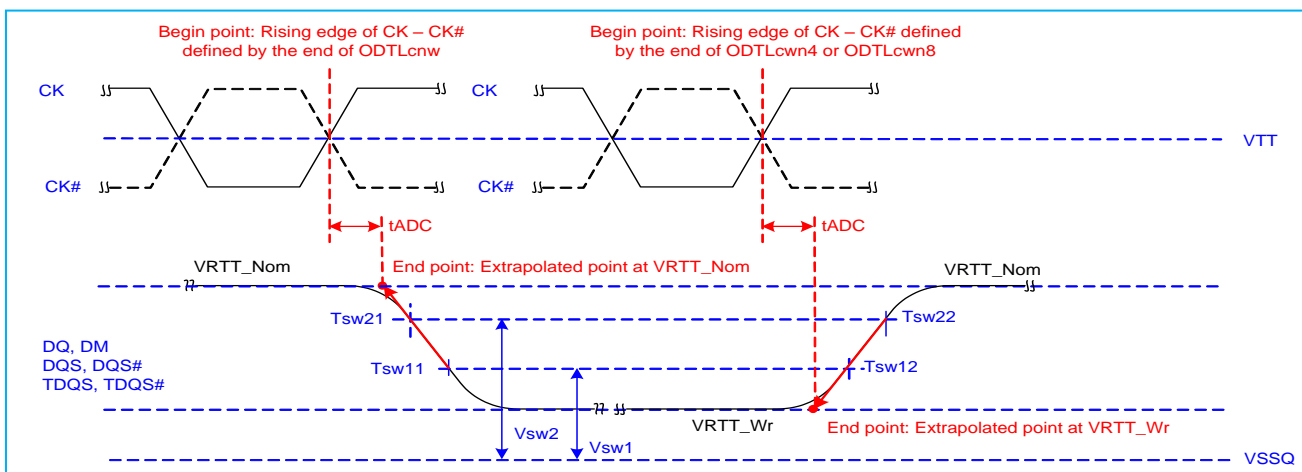 Begin point: Rising edge of CK – CK#
defined by the end of ODTLcnw
Begin point: Rising edge of CK – CK# defined
by the end of ODTLcwn4 or ODTLcwn8
CK
CK
VTT
CK#
CK#
tADC
tADC
VRTT_Nom
End point: Extrapolated point at VRTT_Nom
VRTT_Nom
Tsw21
Tsw22
DQ, DM
DQS, DQS#
TDQS, TDQS#
Tsw11
Tsw12
Vsw2
Vsw1
VRTT_Wr
End point: Extrapolated point at VRTT_Wr
VSSQ